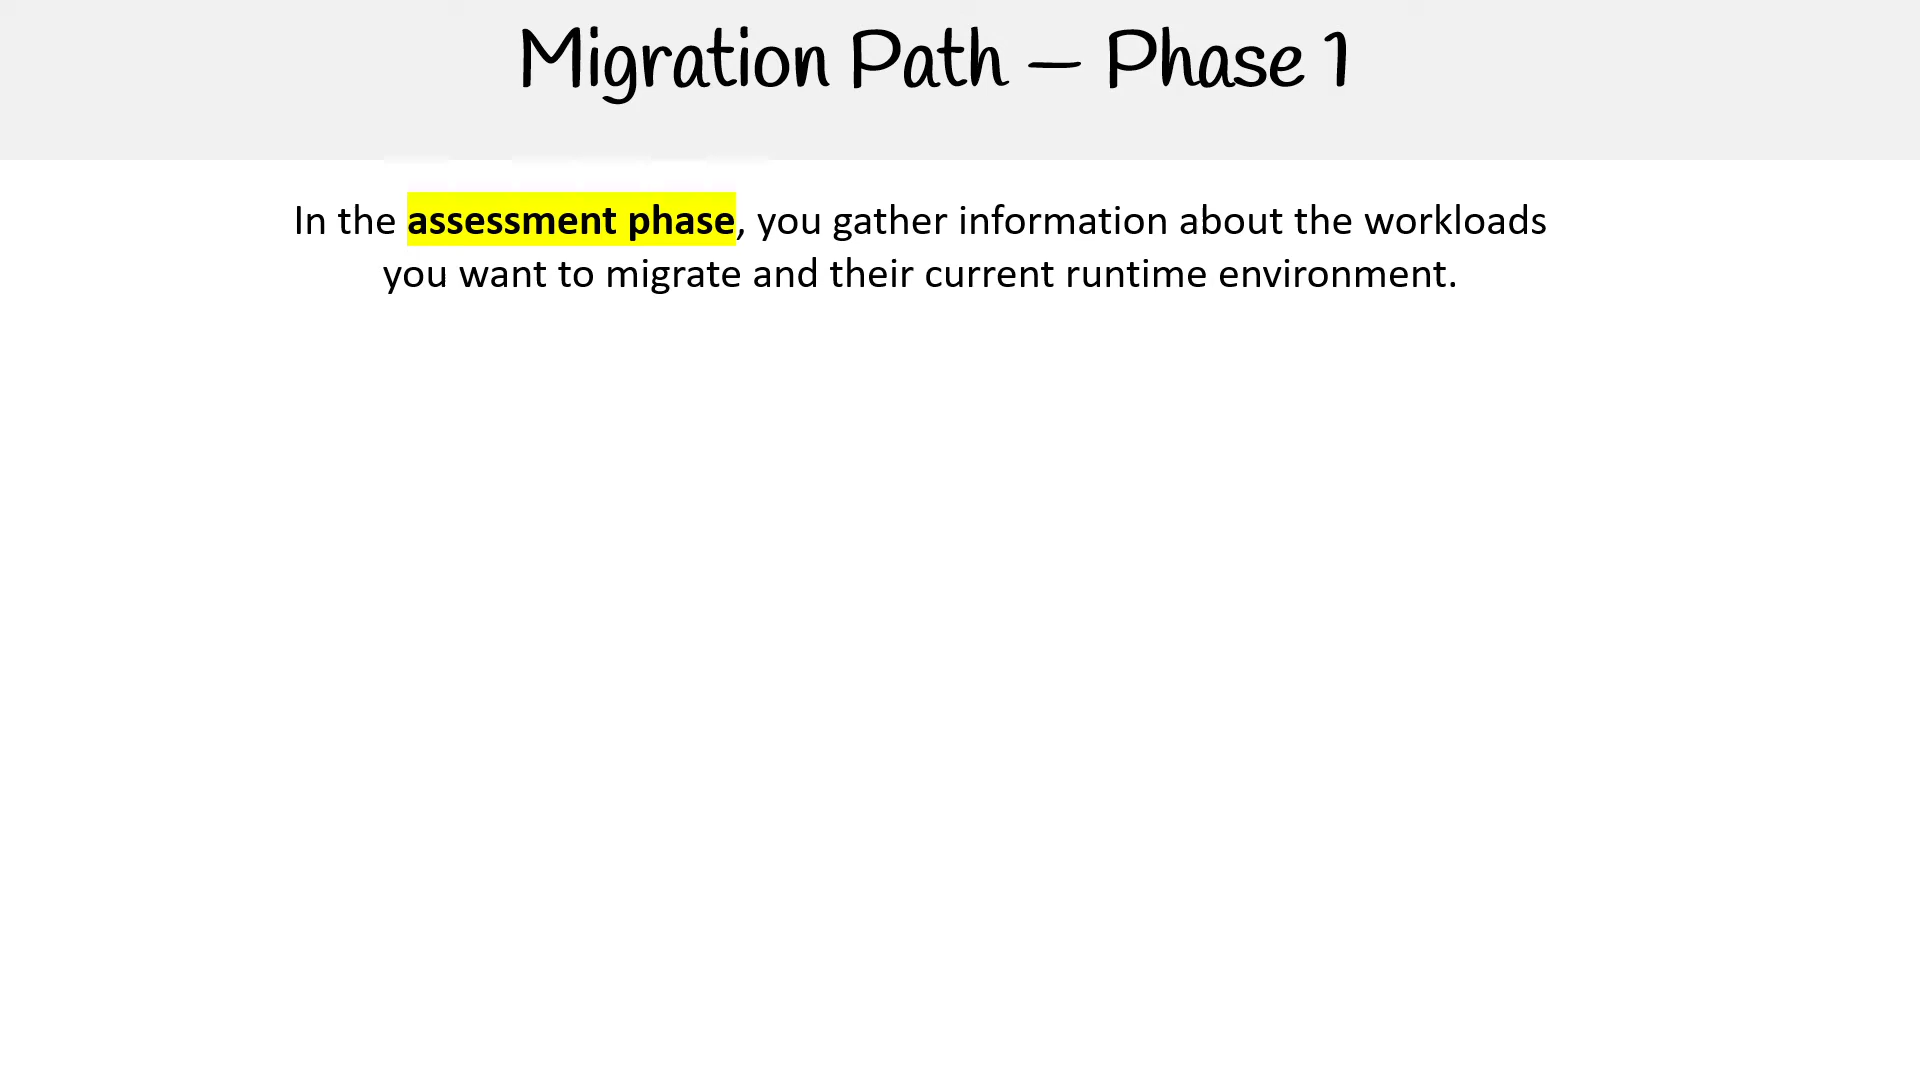 Migration Path – Phase 1
In the assessment phase, you gather information about the workloads
you want to migrate and their current runtime environment.